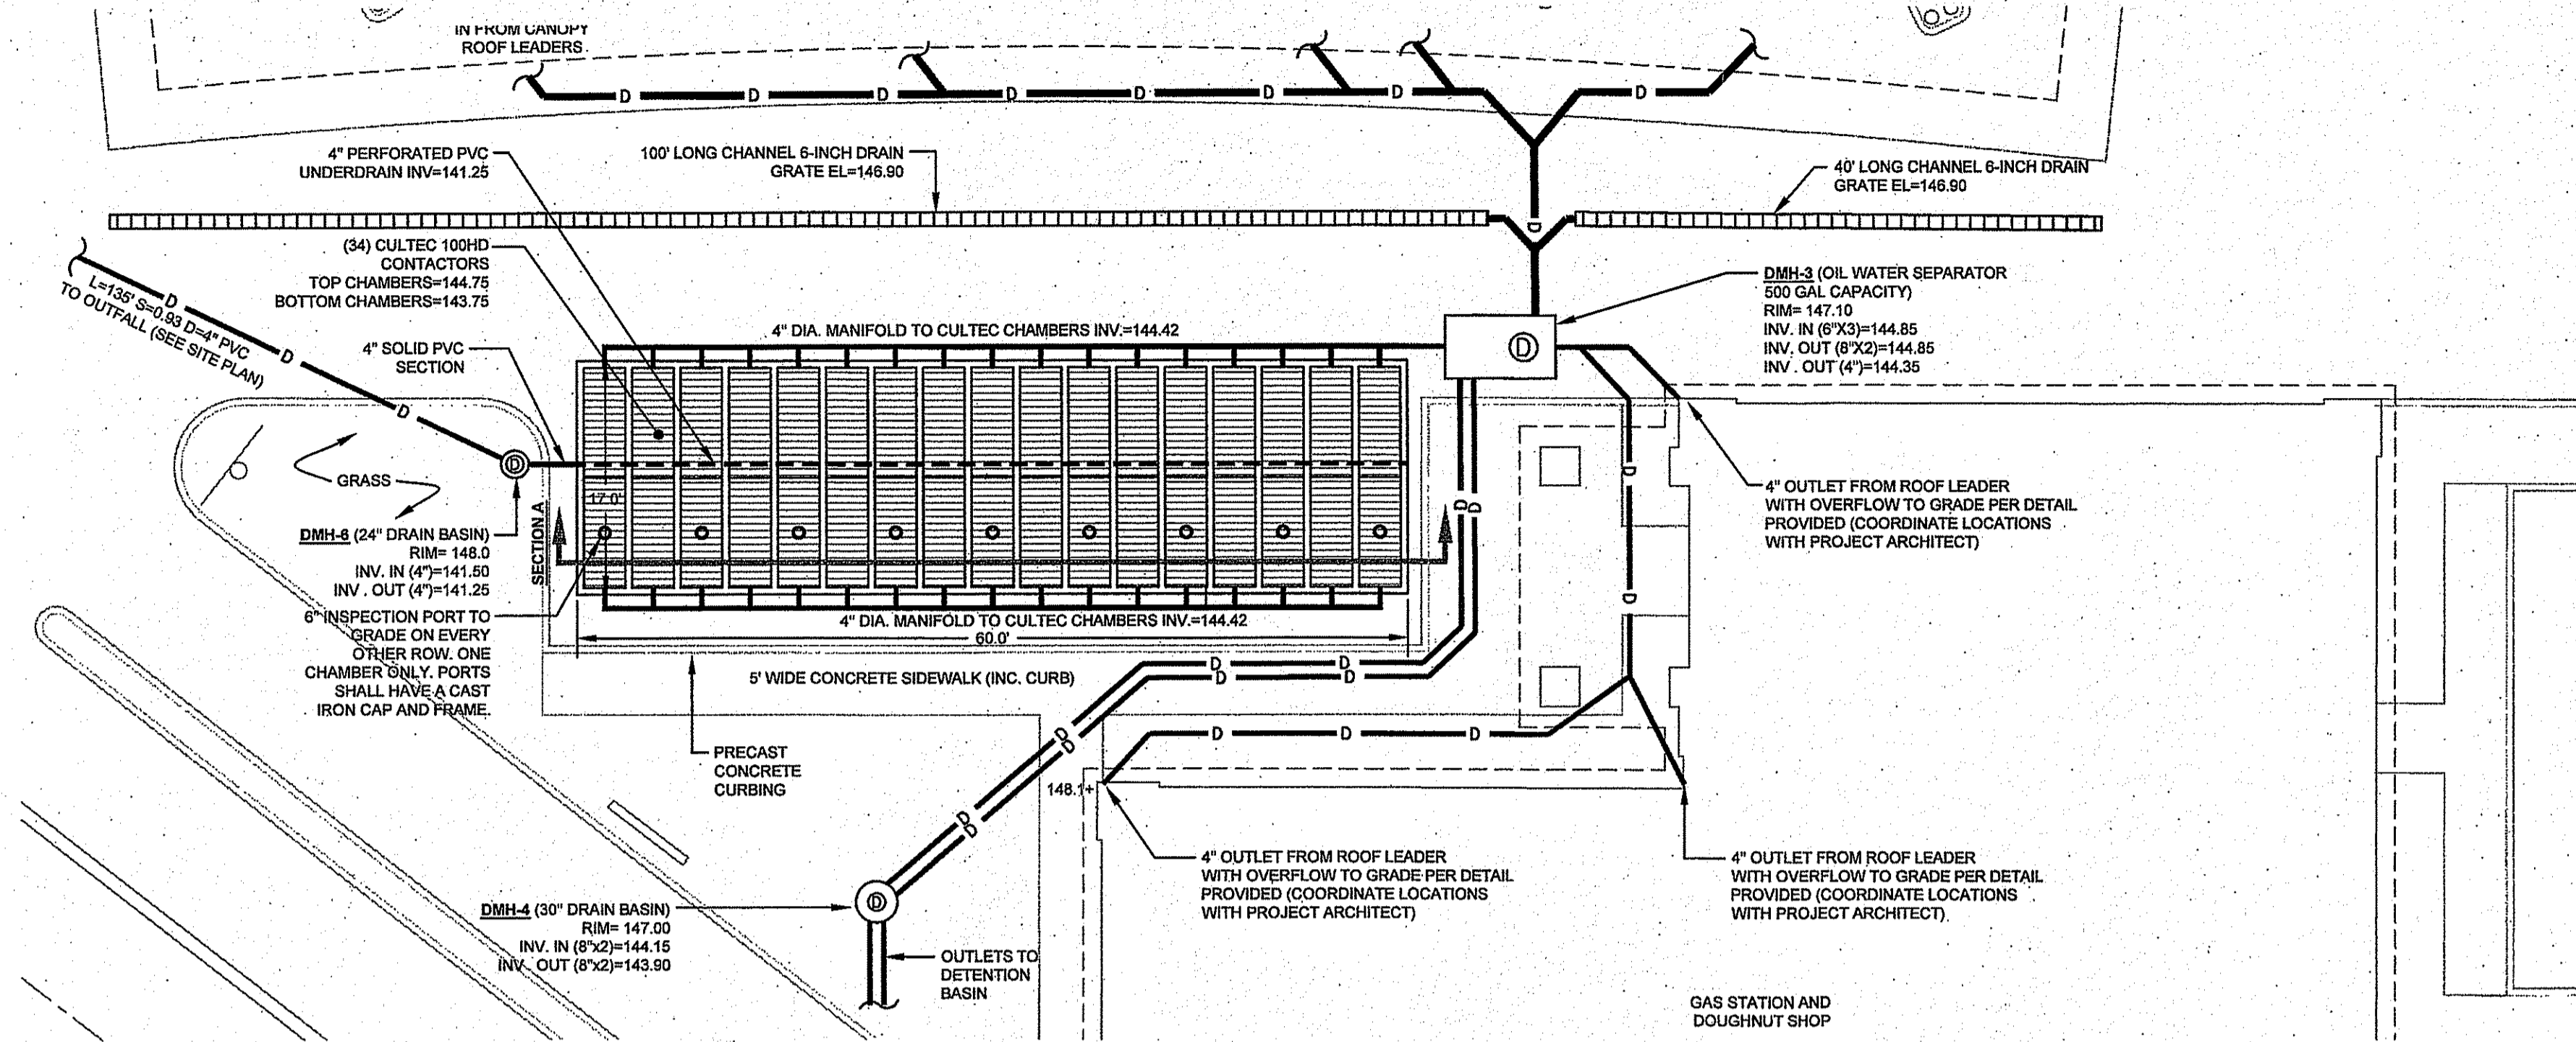 IN FROM CANOPY
ROOF LEADERS
D D D D D D D D
4" PERFORATED PVC
UNDERDRAIN INV=141.25
100' LONG CHANNEL 6-INCH DRAIN
GRATE EL=146.90
40' LONG CHANNEL 6-INCH DRAIN
GRATE EL=146.90
D
(34) CULTEC 100HD
CONTACTORS
TOP CHAMBERS=144.75
BOTTOM CHAMBERS=143.75
DMH-3 (OIL WATER SEPARATOR
500 GAL CAPACITY)
RIM= 147.10
INV. IN (6"X3)=144.85
INV. OUT (8"X2)=144.85
INV . OUT (4")=144.35
D D D
L=135' S=0.93 D=4" PVC
TO OUTFALL (SEE SITE PLAN)
4" DIA. MANIFOLD TO CULTEC CHAMBERS INV.=144.42
4" SOLID PVC
SECTION
D
GRASS
D
17.0'
SECTION A
DMH-6 (24" DRAIN BASIN)
RIM= 148.0
INV. IN (4")=141.50
INV . OUT (4")=141.25
4" OUTLET FROM ROOF LEADER
WITH OVERFLOW TO GRADE PER DETAIL
PROVIDED (COORDINATE LOCATIONS
WITH PROJECT ARCHITECT)
D D
D D
6" INSPECTION PORT TO
GRADE ON EVERY
OTHER ROW. ONE
CHAMBER ONLY. PORTS
SHALL HAVE A CAST
IRON CAP AND FRAME.
4" DIA. MANIFOLD TO CULTEC CHAMBERS INV.=144.42
60.0'
5' WIDE CONCRETE SIDEWALK (INC. CURB)
D D
D D
D D
D D
D D D
PRECAST
CONCRETE
CURBING
148.1+
4" OUTLET FROM ROOF LEADER
WITH OVERFLOW TO GRADE PER DETAIL
PROVIDED (COORDINATE LOCATIONS
WITH PROJECT ARCHITECT)
4" OUTLET FROM ROOF LEADER
WITH OVERFLOW TO GRADE PER DETAIL
PROVIDED (COORDINATE LOCATIONS
WITH PROJECT ARCHITECT)
D
DMH-4 (30" DRAIN BASIN)
RIM= 147.00
INV. IN (8"x2)=144.15
INV. OUT (8"x2)=143.90
OUTLETS TO
DETENTION
BASIN
GAS STATION AND
DOUGHNUT SHOP